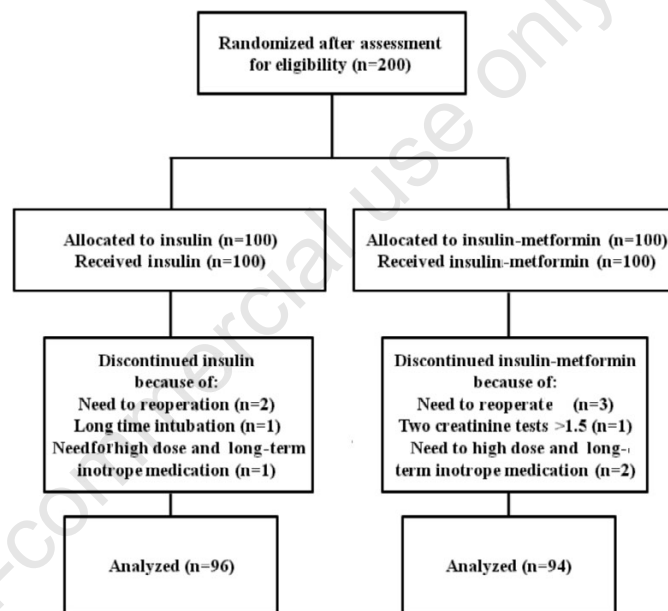 Randomized after assessment
for eligibility (n=200)
Allocated to insulin (n=100)
Received insulin (n=100)
Allocated to insulin-metformin (n=100)
Received insulin-metformin (n=100)
Discontinued insulin
because of:
Need to reoperation (n=2)
Long time intubation (n=1)
Needforhigh dose and long-term
inotrope medication (n=1)
Discontinued insulin-metformin
because of:
Need to reoperate (n=3)
Two creatinine tests >1.5 (n=1)
Need to high dose and long-
term inotrope medication (n=2)
Analyzed (n=96)
Analyzed (n=94)
-commercial use only